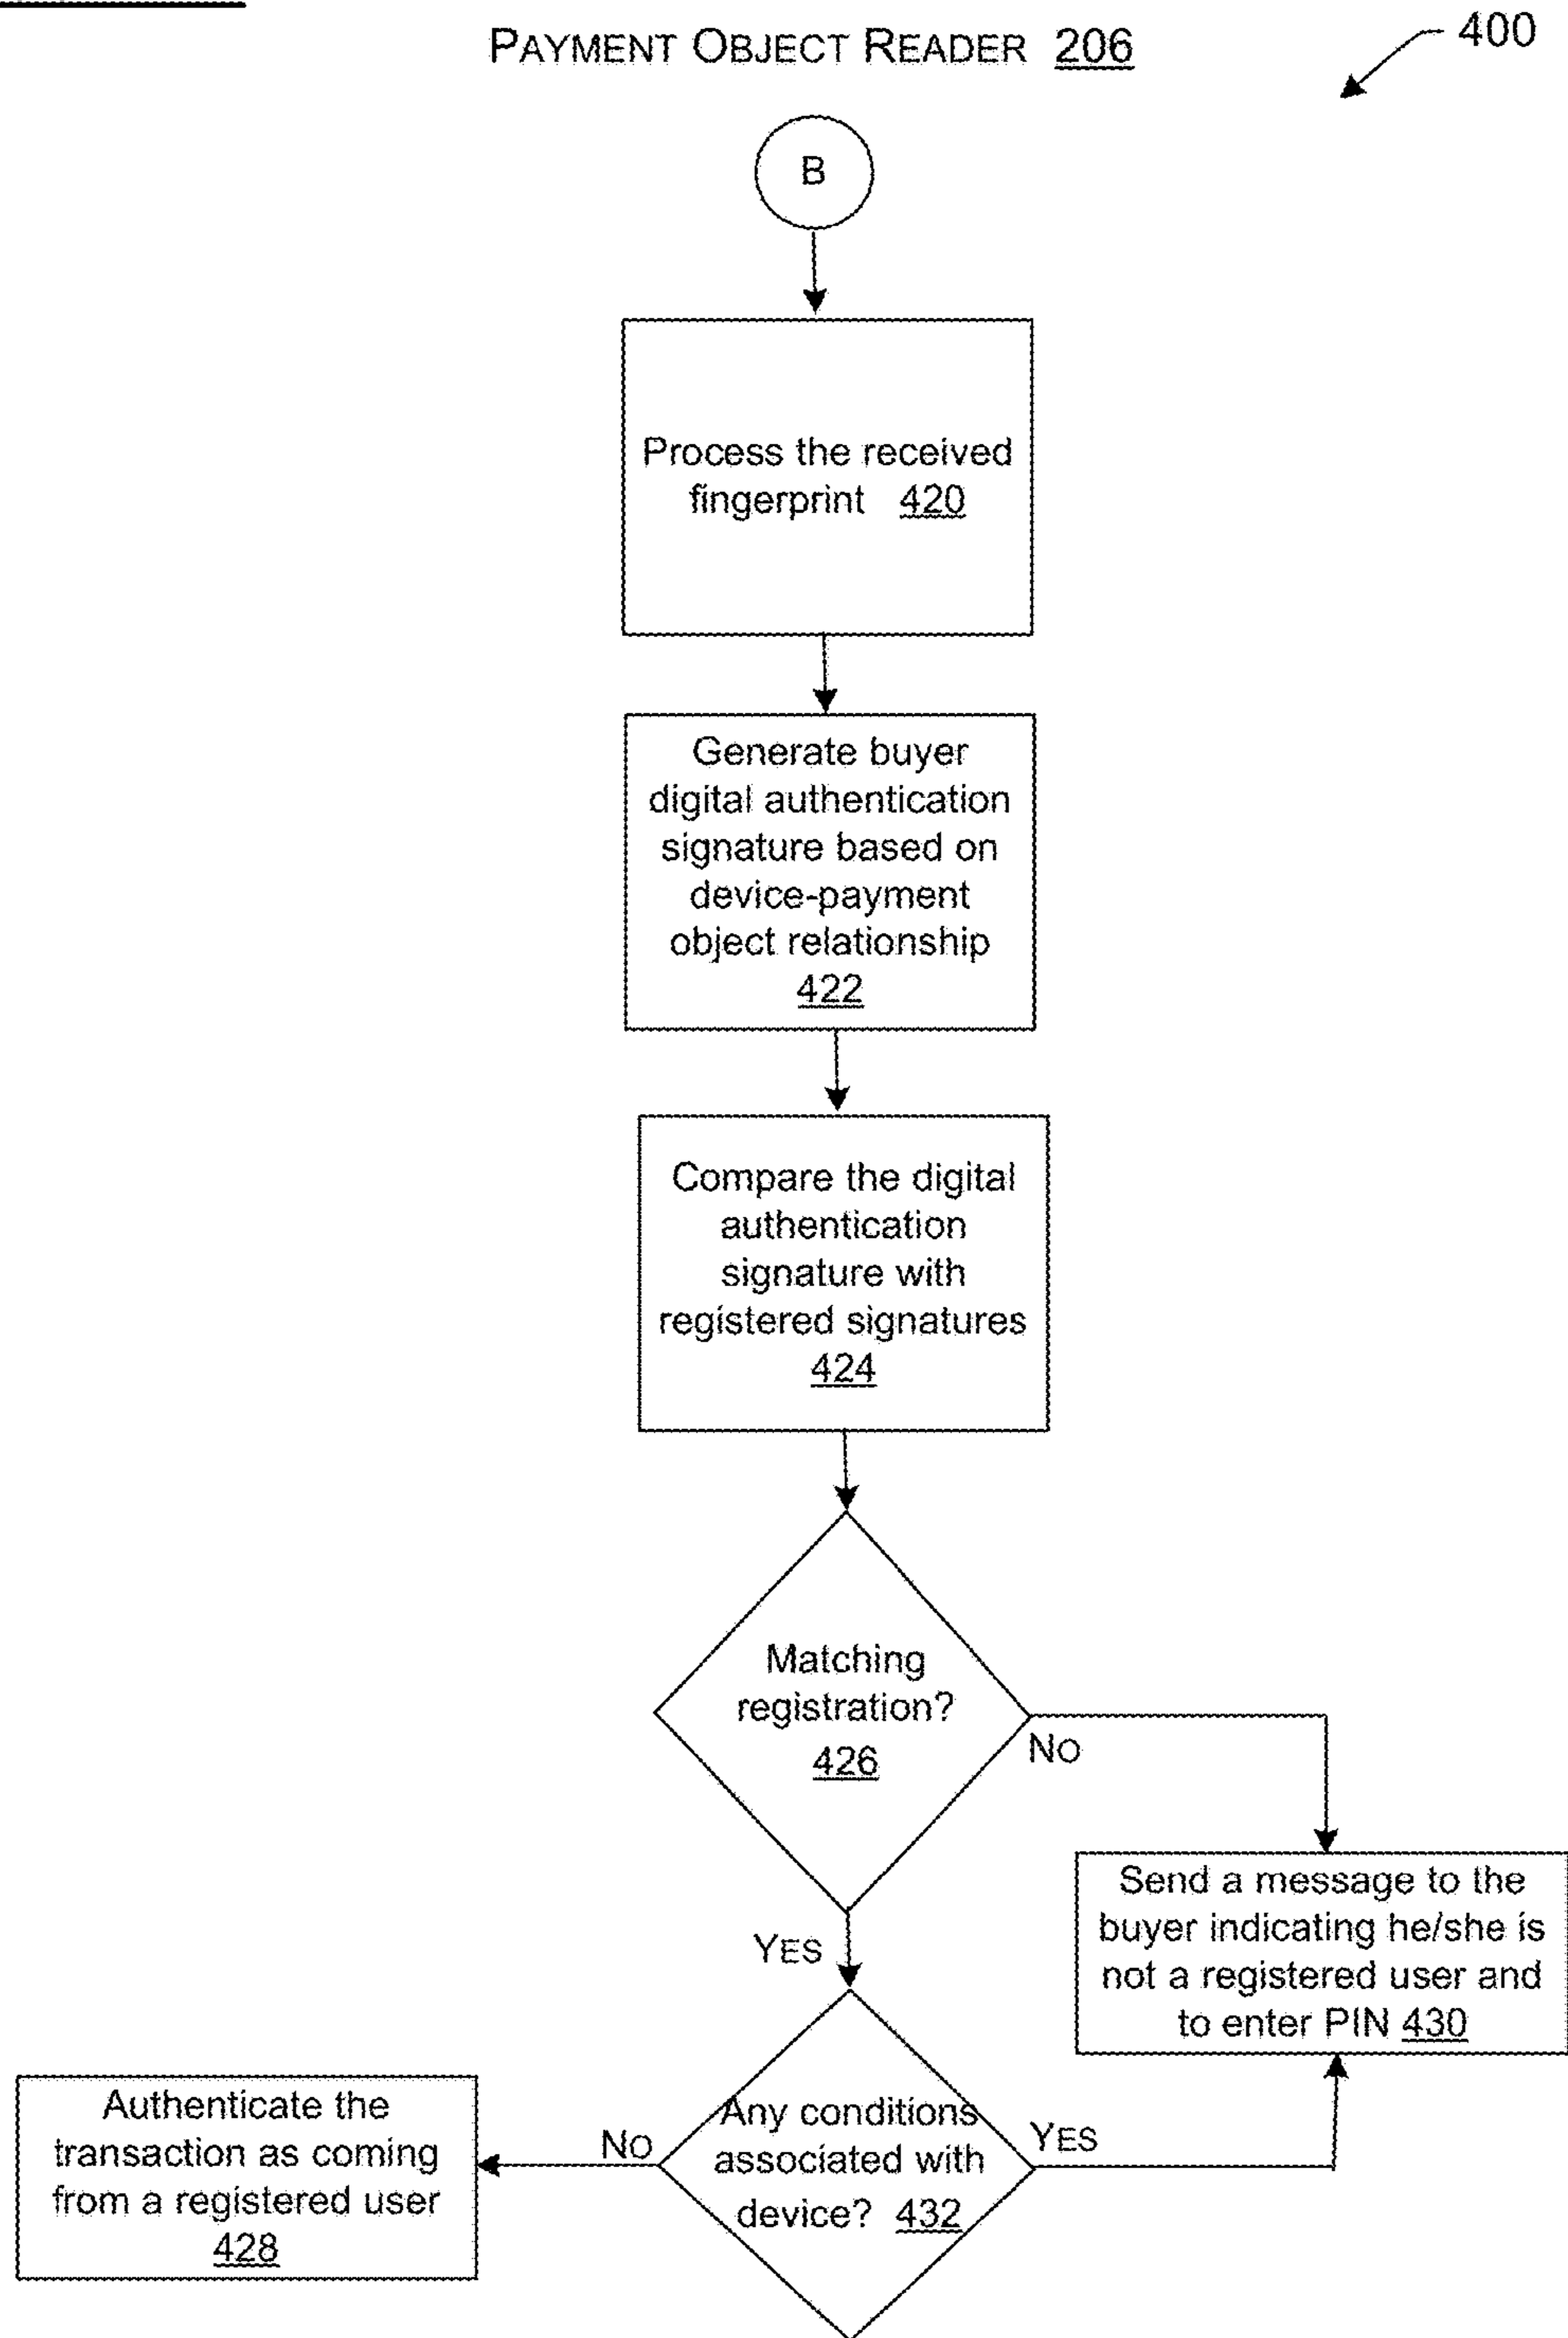 PAYMENT OBJECT READER 206
400
B
Process the received
fingerprint 420
Generate buyer
digital authentication
signature based on
device-payment
object relationship
422
Compare the digital
authentication
signature with
registered signatures
424
Matching
registration?
426
NO
YES
Send a message to the
buyer indicating he/she is
not a registered user and
to enter PIN 430
Any conditions
associated with
device? 432
YES
NO
Authenticate the
transaction as coming
from a registered user
428